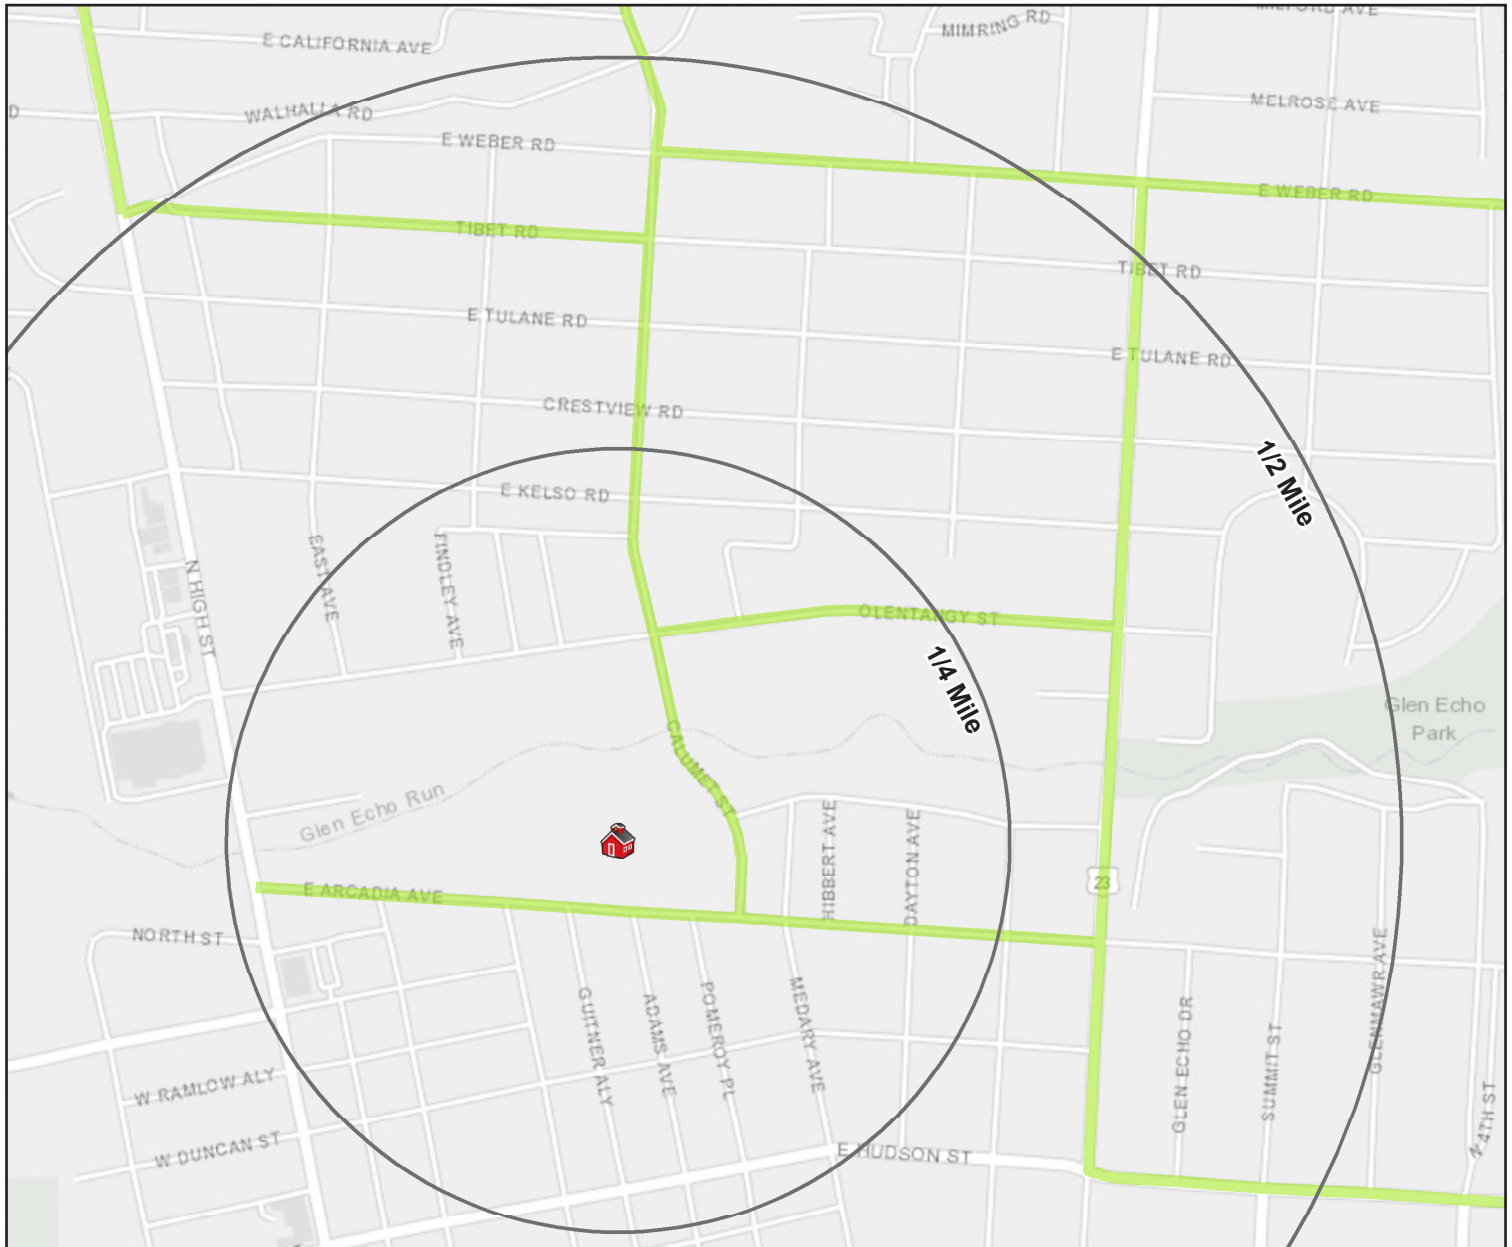 MILFORD AVE
MIMRING RD
E CALIFORNIA AVE
MELROSE AVE
D
WALHALLA RD
E WEBER RD
E WEBER RD
TIBET RD
TIBET RD
E TULANE RD
E TULANE RD
CRESTVIEW RD
1/2 Mile
E KELSO RD
EAST AVE
FINDLEY AVE
N HIGH ST
OLENTANGY ST
1/4 Mile
Glen Echo
Park
CALUMET ST
Glen Echo Run
HIBBERT AVE
DAYTON AVE
23
E ARCADIA AVE
NORTH ST
GUITNER ALY
ADAMS AVE
POMEROY PL
MEDARY AVE
GLEN ECHO DR
SUMMIT ST
GLENMAWR AVE
N 4TH ST
W RAMLOW ALY
W DUNCAN ST
E HUDSON ST